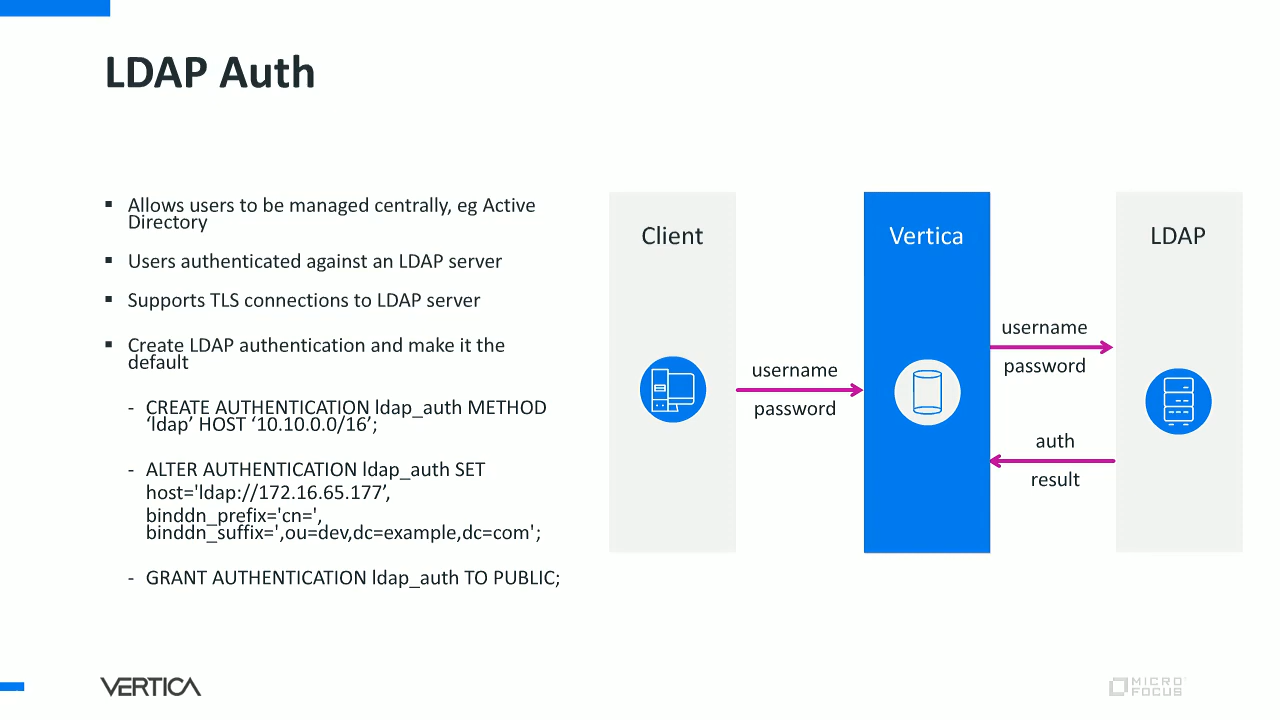 LDAP Auth
Allows users to be managed centrally, eg Active
Directory
Users authenticated against an LDAP server
Supports TLS connections to LDAP server
Create LDAP authentication and make it the
default
- CREATE AUTHENTICATION ldap_auth METHOD
‘ldap’ HOST ‘10.10.0.0/16’;
- ALTER AUTHENTICATION ldap_auth SET
host='ldap://172.16.65.177’,
binddn_prefix='cn=',
binddn_suffix=',ou=dev,dc=example,dc=com';
- GRANT AUTHENTICATION ldap_auth TO PUBLIC;
Client
Vertica
LDAP
username
password
username
password
auth
result
VERTICA
MICRO
FOCUS